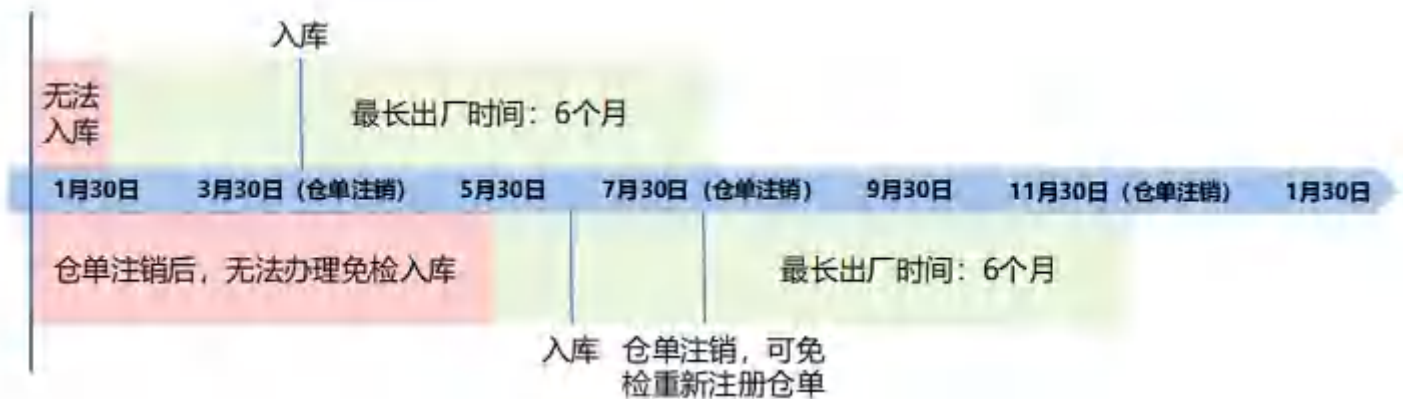 入库
无法
入库
最长出厂时间：6个月
1月30日 3月30日（仓单注销） 5月30日 7月30日（仓单注销） 9月30日 11月30日（仓单注销） 1月30日
仓单注销后，无法办理免检入库
最长出厂时间：6个月
入库
仓单注销，可免
检重新注册仓单